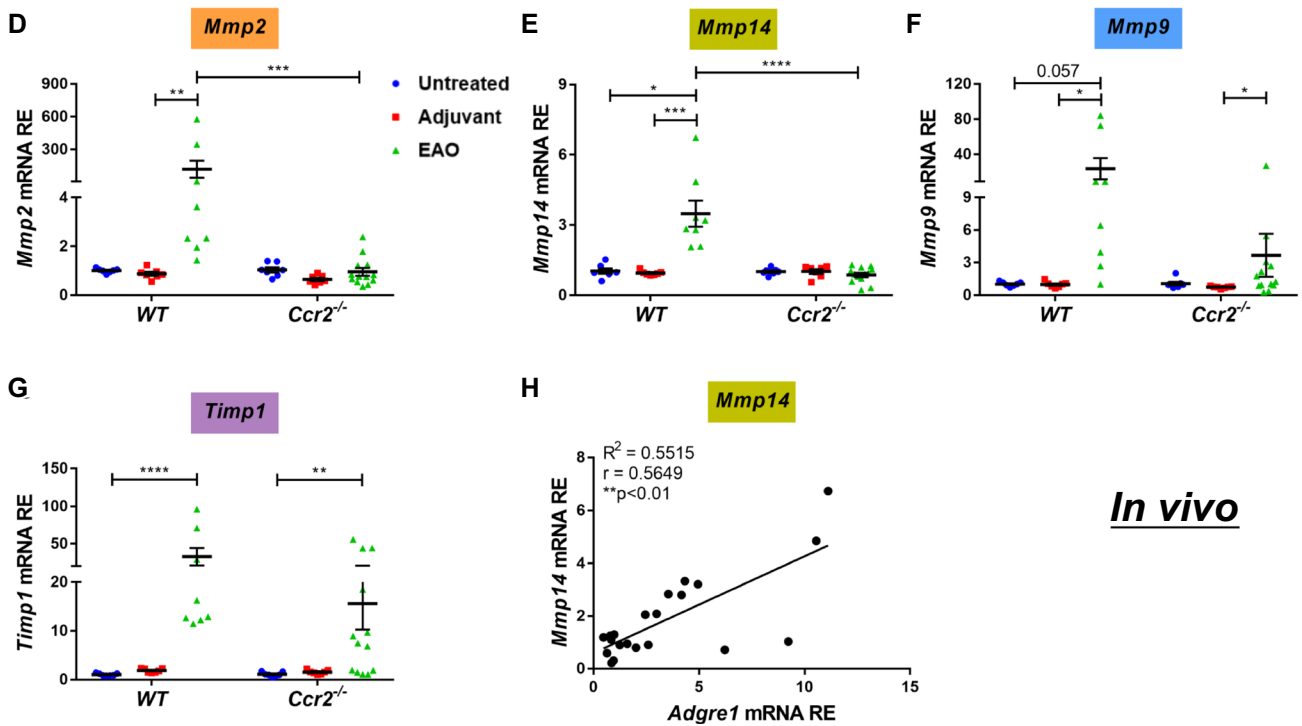 D
Mmp2
Mmp2 mRNA RE
900
600
300
4
2
0
**
***
WT
Ccr2-/-
Untreated
Adjuvant
EAO
E
Mmp14
Mmp14 mRNA RE
9
6
3
0
*
***
****
WT
Ccr2-/-
F
Mmp9
Mmp9 mRNA RE
120
80
40
9
6
3
0
0.057
*
*
WT
Ccr2-/-
G
Timp1
Timp1 mRNA RE
150
100
50
20
10
0
****
**
WT
Ccr2-/-
H
Mmp14
R2 = 0.5515
r = 0.5649
**p<0.01
Mmp14 mRNA RE
8
6
4
2
0
0 5 10 15
Adgre1 mRNA RE
In vivo